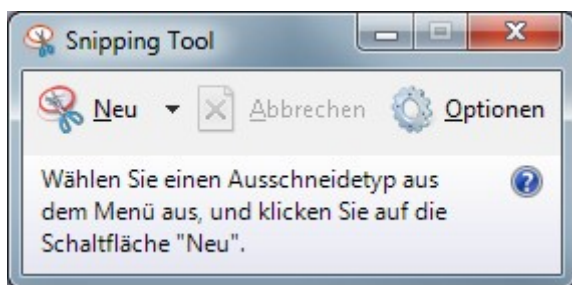 Snipping Tool
Neu Abbrechen Optionen
Wählen Sie einen Ausschneidetyp aus
dem Menü aus, und klicken Sie auf die
Schaltfläche "Neu".